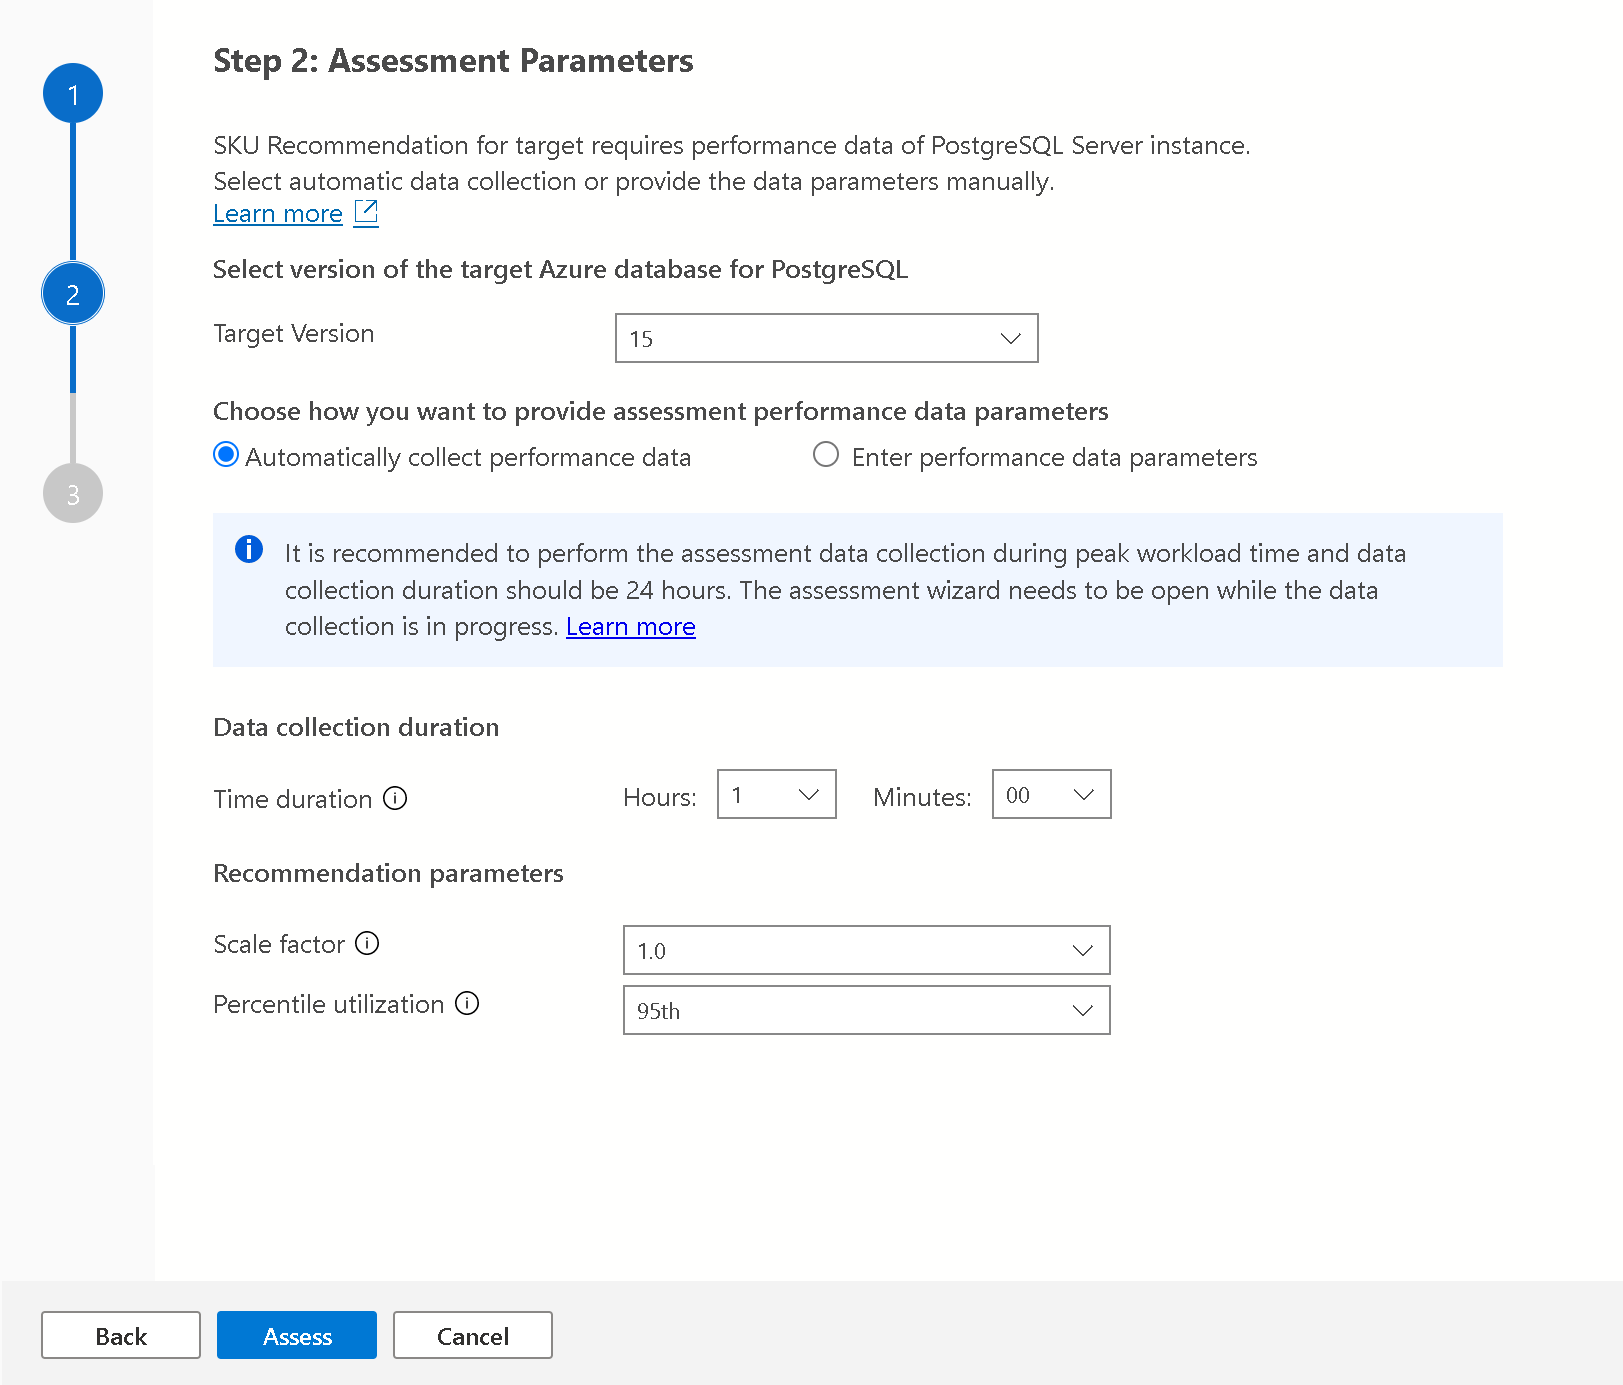 Step 2: Assessment Parameters
1
SKU Recommendation for target requires performance data of PostgreSQL Server instance.
Select automatic data collection or provide the data parameters manually.
Learn more
Select version of the target Azure database for PostgreSQL
2
Target Version 15
Choose how you want to provide assessment performance data parameters
Automatically collect performance data Enter performance data parameters
3
It is recommended to perform the assessment data collection during peak workload time and data
collection duration should be 24 hours. The assessment wizard needs to be open while the data
collection is in progress. Learn more
Data collection duration
Time duration Hours: 1 Minutes: 00
Recommendation parameters
Scale factor 1.0
Percentile utilization 95th
Back Assess Cancel